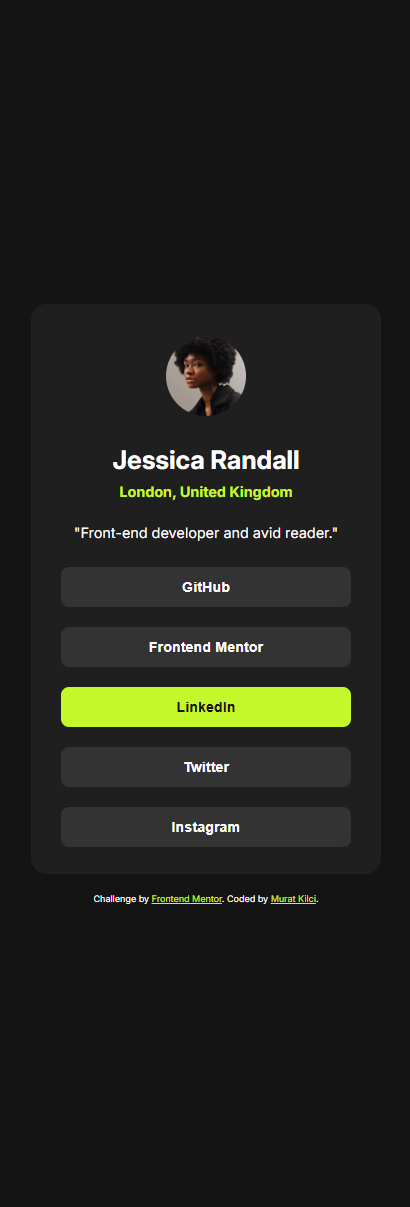 Jessica Randall
London, United Kingdom
"Front-end developer and avid reader."
GitHub
Frontend Mentor
LinkedIn
Twitter
Instagram
Challenge by Frontend Mentor. Coded by Murat Kilci.